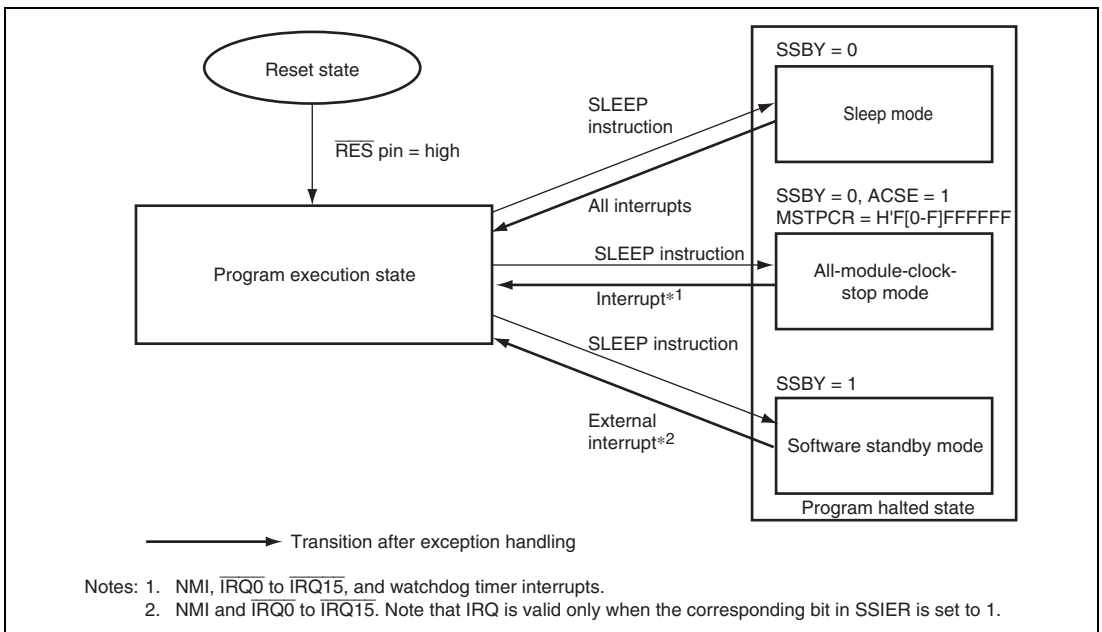 Reset state
RES pin = high
Program execution state
SLEEP
instruction
All interrupts
SLEEP instruction
Interrupt*1
SLEEP instruction
External
interrupt*2
SSBY = 0
Sleep mode
SSBY = 0, ACSE = 1
MSTPCR = H'F[0-F]FFFFFF
All-module-clock-
stop mode
SSBY = 1
Software standby mode
Program halted state
Transition after exception handling
Notes: 1. NMI, IRQ0 to IRQ15, and watchdog timer interrupts.
2. NMI and IRQ0 to IRQ15. Note that IRQ is valid only when the corresponding bit in SSIER is set to 1.